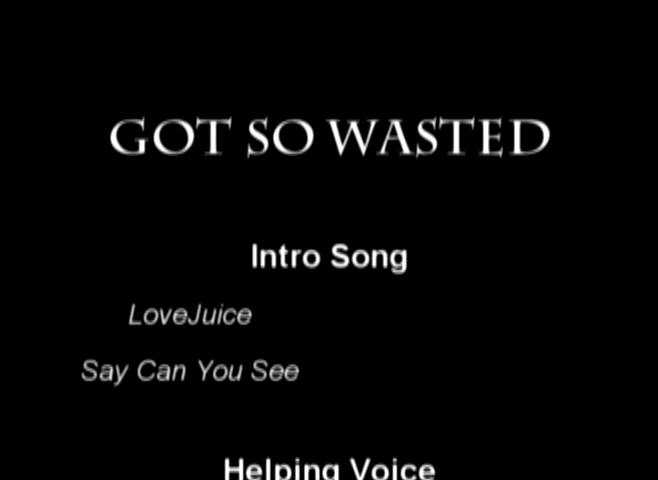 GOT SO WASTED
Intro Song
LoveJuice
Say Can You See
Helping Voice